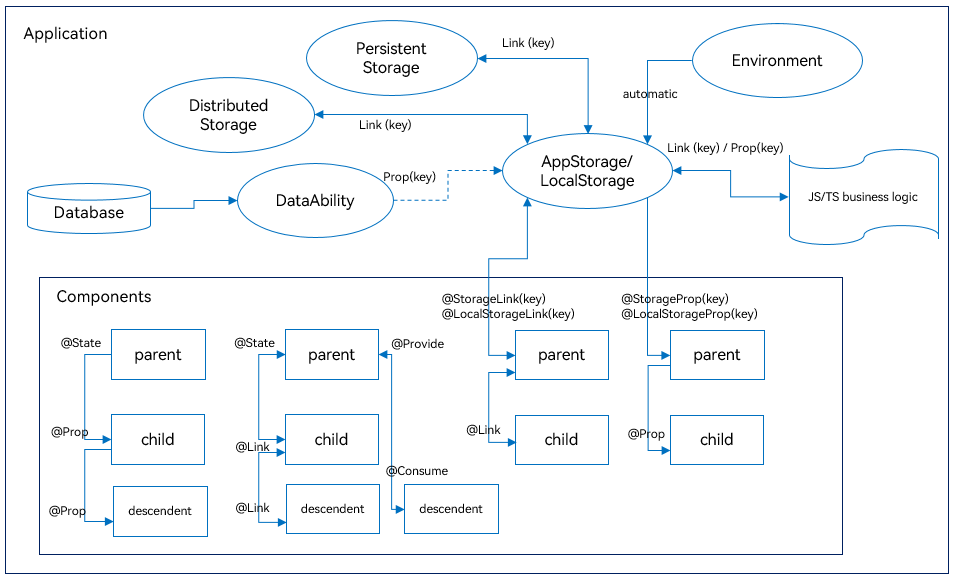 Application
Persistent
Storage
Link (key)
Environment
automatic
Distributed
Storage
Link (key)
AppStorage/
LocalStorage
Link (key) / Prop(key)
JS/TS business logic
Database
DataAbility
Prop(key)
Components
@StorageLink(key)
@LocalStorageLink(key)
@StorageProp(key)
@LocalStorageProp(key)
@State
parent
@State
parent
@Provide
parent
parent
@Prop
child
@Link
child
@Link
child
@Prop
child
@Consume
@Prop
descendent
@Link
descendent
descendent